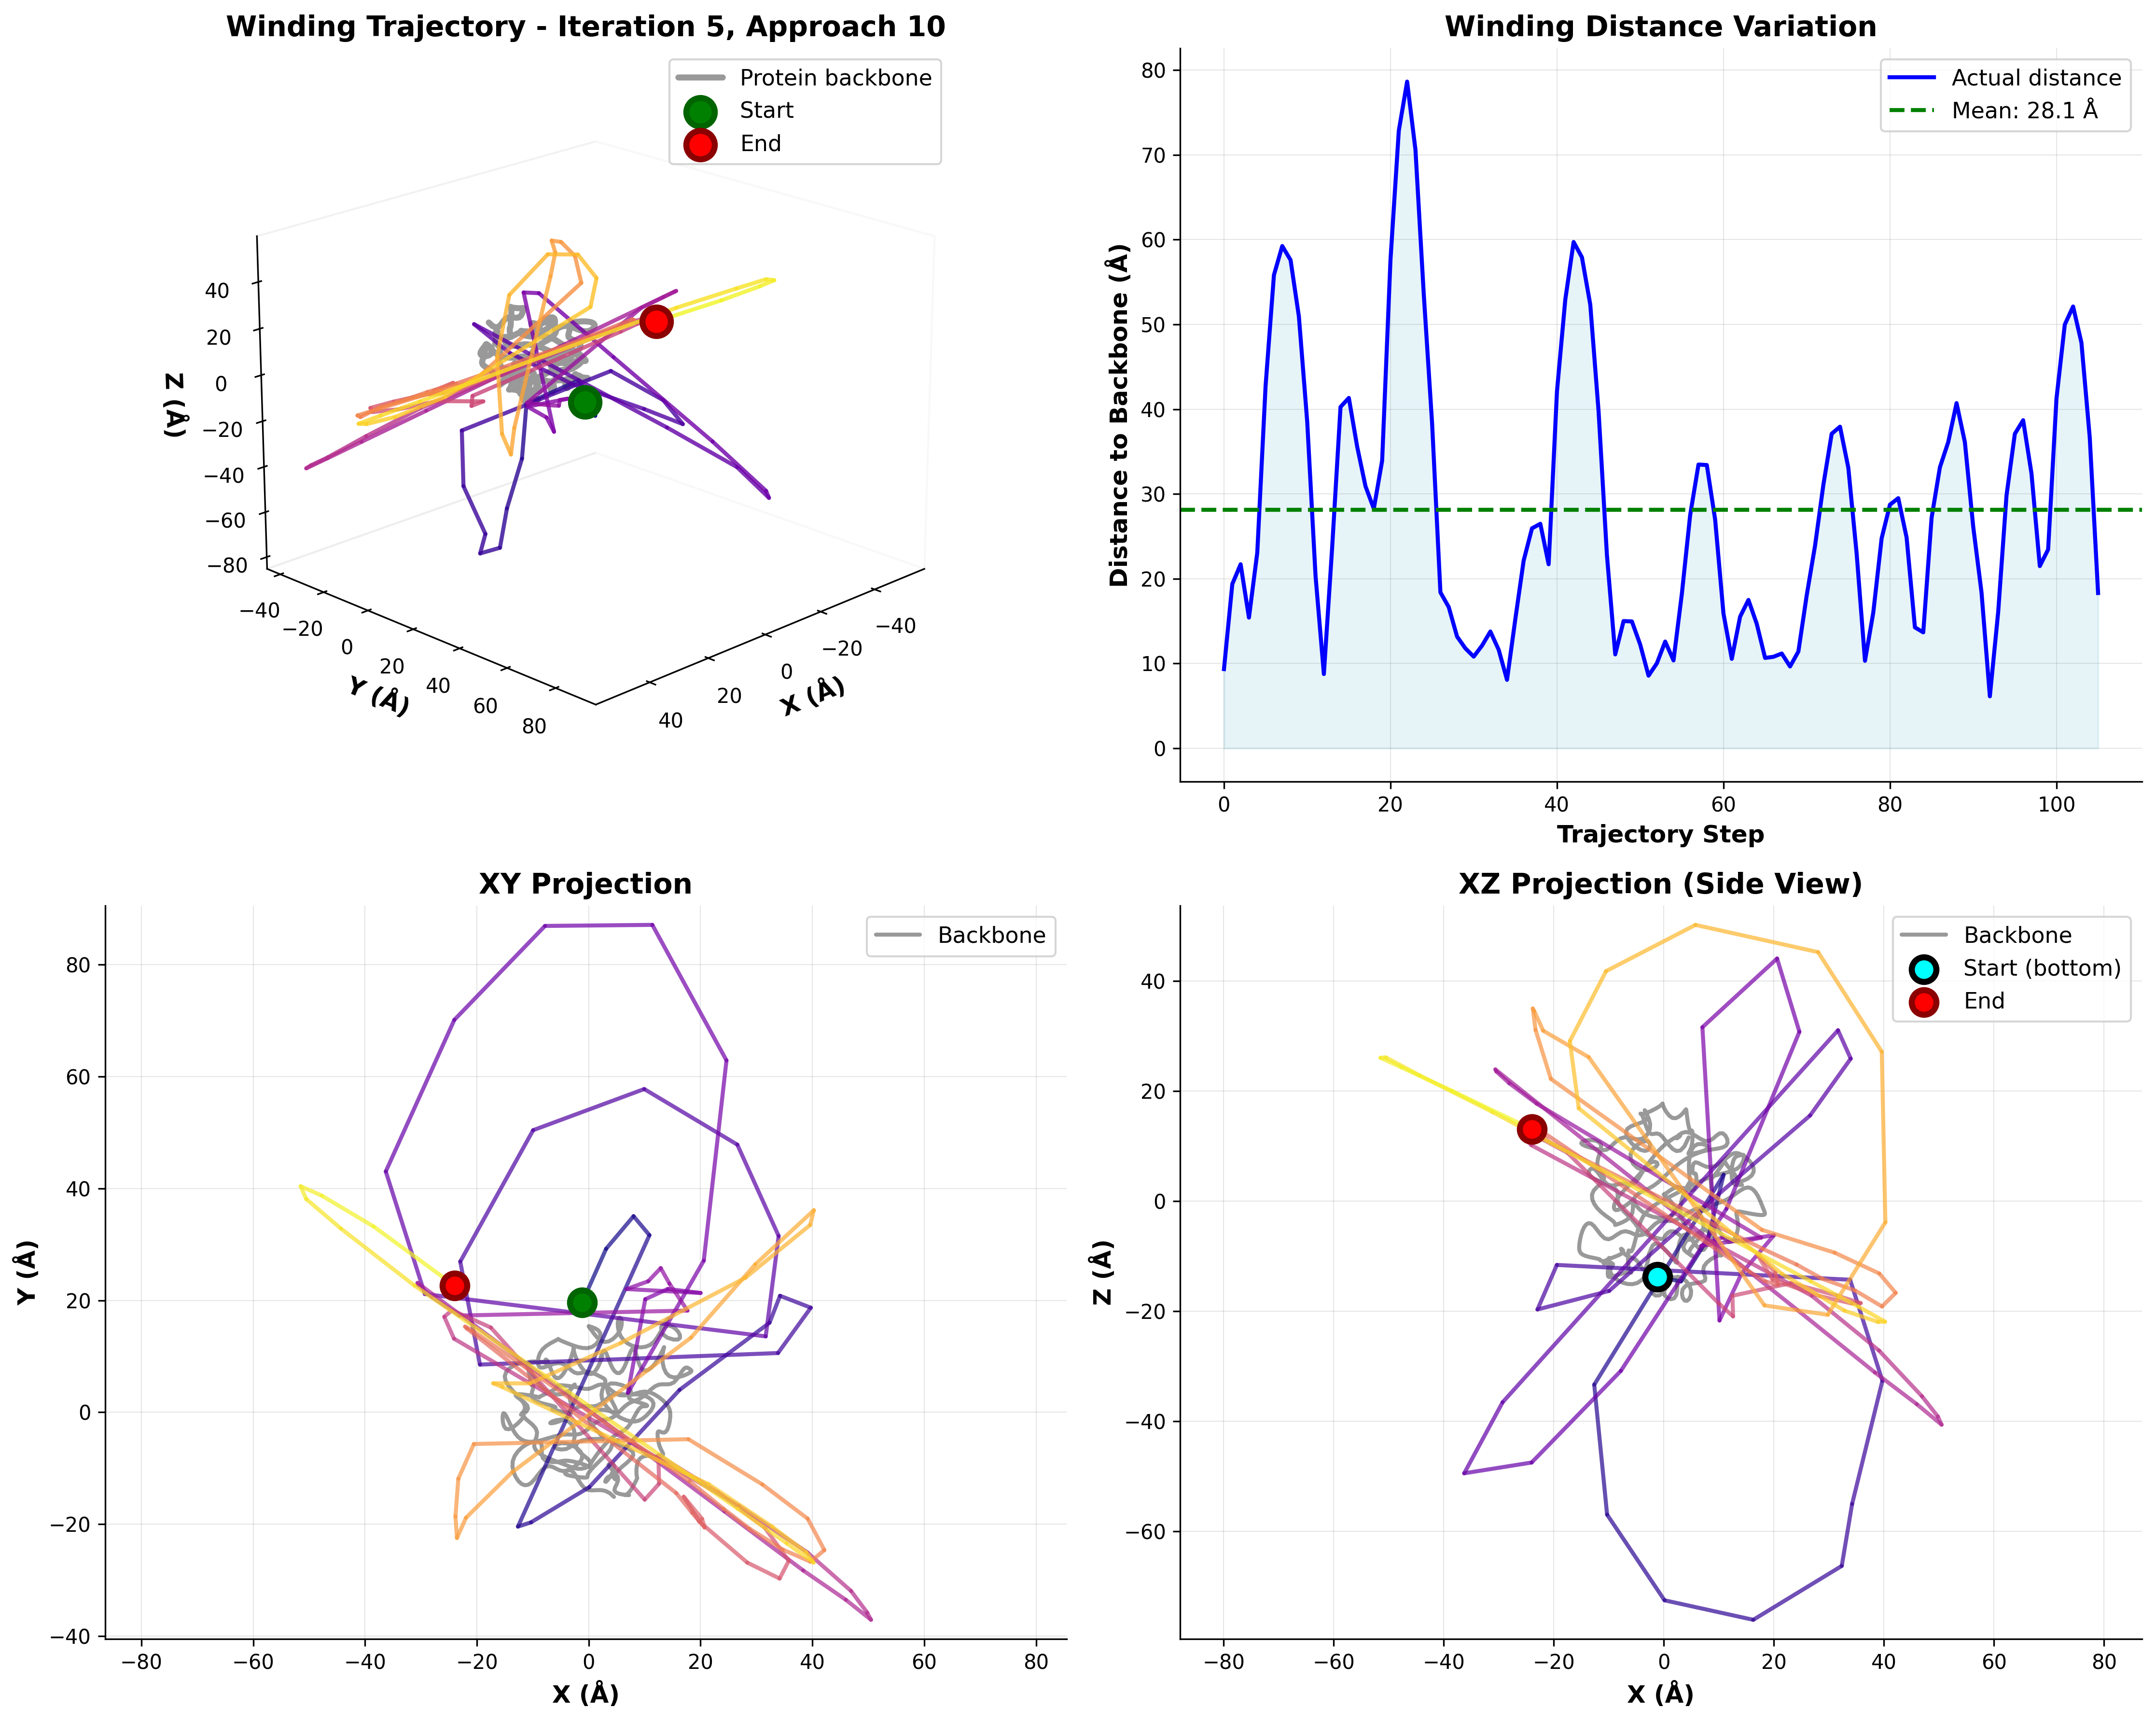 Winding Trajectory - Iteration 5, Approach 10
Protein backbone
Start
End
40
20
0
−20
−40
−60
−80
Z (Å)
−40
−20
0
20
40
60
80
Y (Å)
40
20
0
−20
−40
X (Å)
Winding Distance Variation
Actual distance
Mean: 28.1 Å
80
70
60
50
40
30
20
10
0
Distance to Backbone (Å)
0 20 40 60 80 100
Trajectory Step
XY Projection
Backbone
80
60
40
20
0
−20
−40
Y (Å)
−80 −60 −40 −20 0 20 40 60 80
X (Å)
XZ Projection (Side View)
Backbone
Start (bottom)
End
40
20
0
−20
−40
−60
Z (Å)
−80 −60 −40 −20 0 20 40 60 80
X (Å)